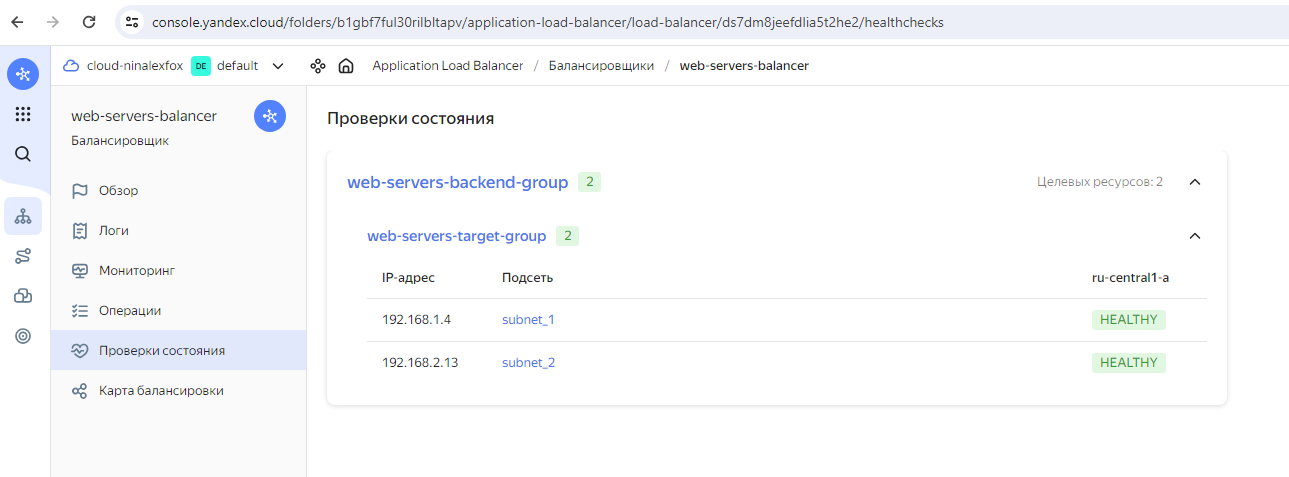 console.yandex.cloud/folders/b1gbf7ful30rilbltapv/application-load-balancer/load-balancer/ds7dm8jeefdlia5t2he2/healthchecks
cloud-ninalexfox DE default Application Load Balancer / Балансировщики / web-servers-balancer
web-servers-balancer
Балансировщик
Обзор
Логи
Мониторинг
Операции
Проверки состояния
Карта балансировки
Проверки состояния
web-servers-backend-group 2 Целевых ресурсов: 2
web-servers-target-group 2
IP-адрес Подсеть ru-central1-a
192.168.1.4 subnet_1 HEALTHY
192.168.2.13 subnet_2 HEALTHY